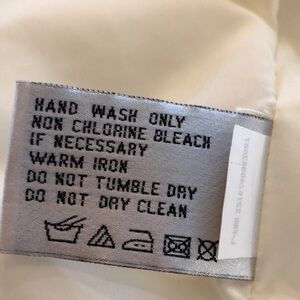 HAND WASH ONLY
NON CHLORINE BLEACH
IF NECESSARY
WARM IRON
DO NOT TUMBLE DRY
DO NOT DRY CLEAN